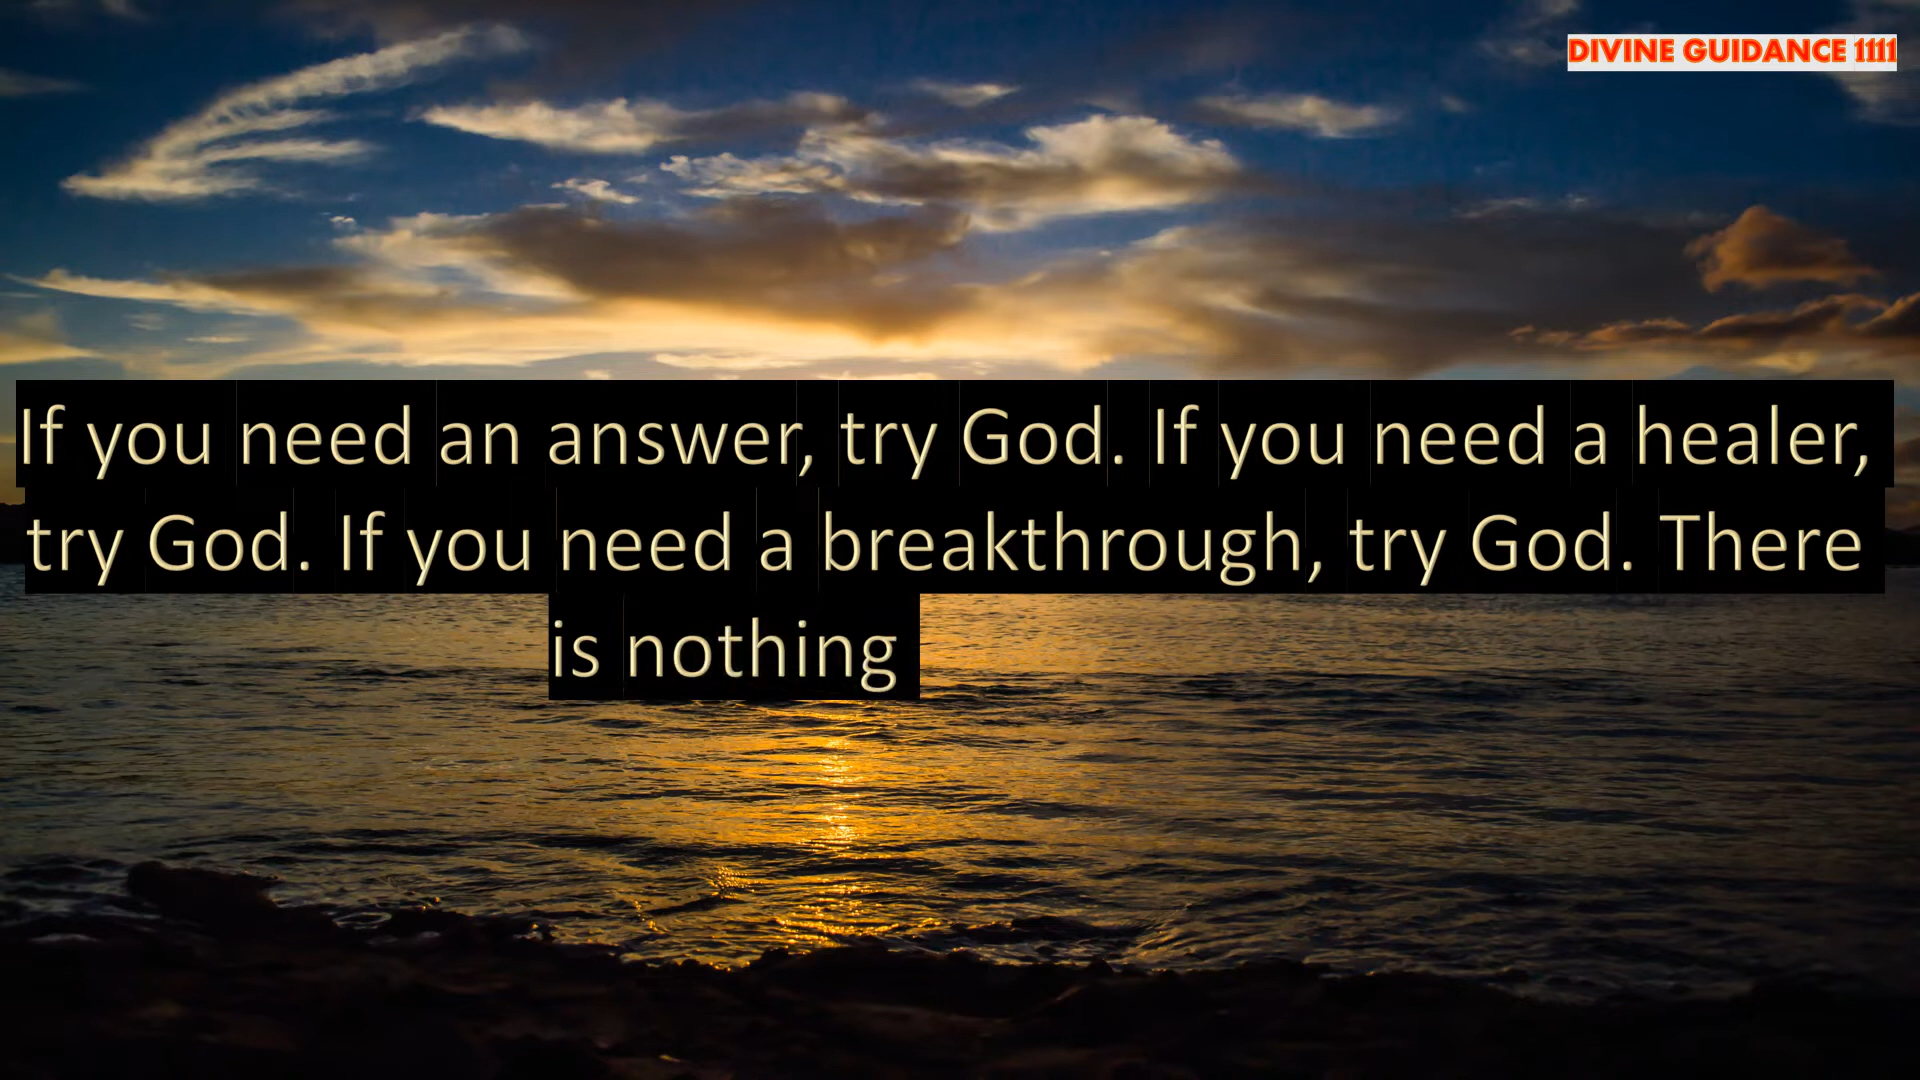 DIVINE GUIDANCE 1111
If you need an answer, try God. If you need a healer,
try God. If you need a breakthrough, try God. There
is nothing